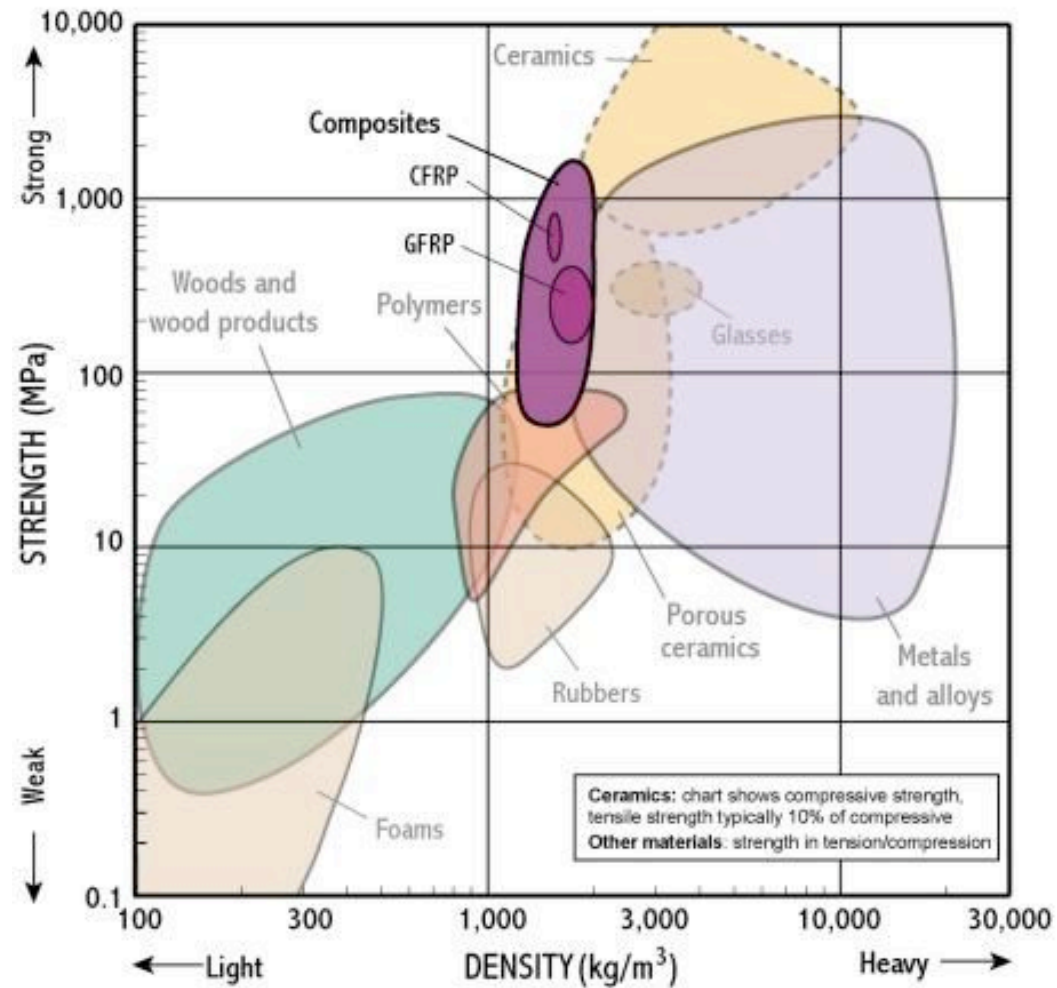 10,000
Ceramics
Composites
CFRP
1,000
GFRP
Woods and
wood products
Polymers
Glasses
100
10
Porous
ceramics
Rubbers
Metals
and alloys
1
Foams
Ceramics: chart shows compressive strength,
tensile strength typically 10% of compressive
Other materials: strength in tension/compression
0.1
Strong
STRENGTH (MPa)
Weak
100
300
1,000
3,000
10,000
30,000
Light
DENSITY (kg/m³)
Heavy